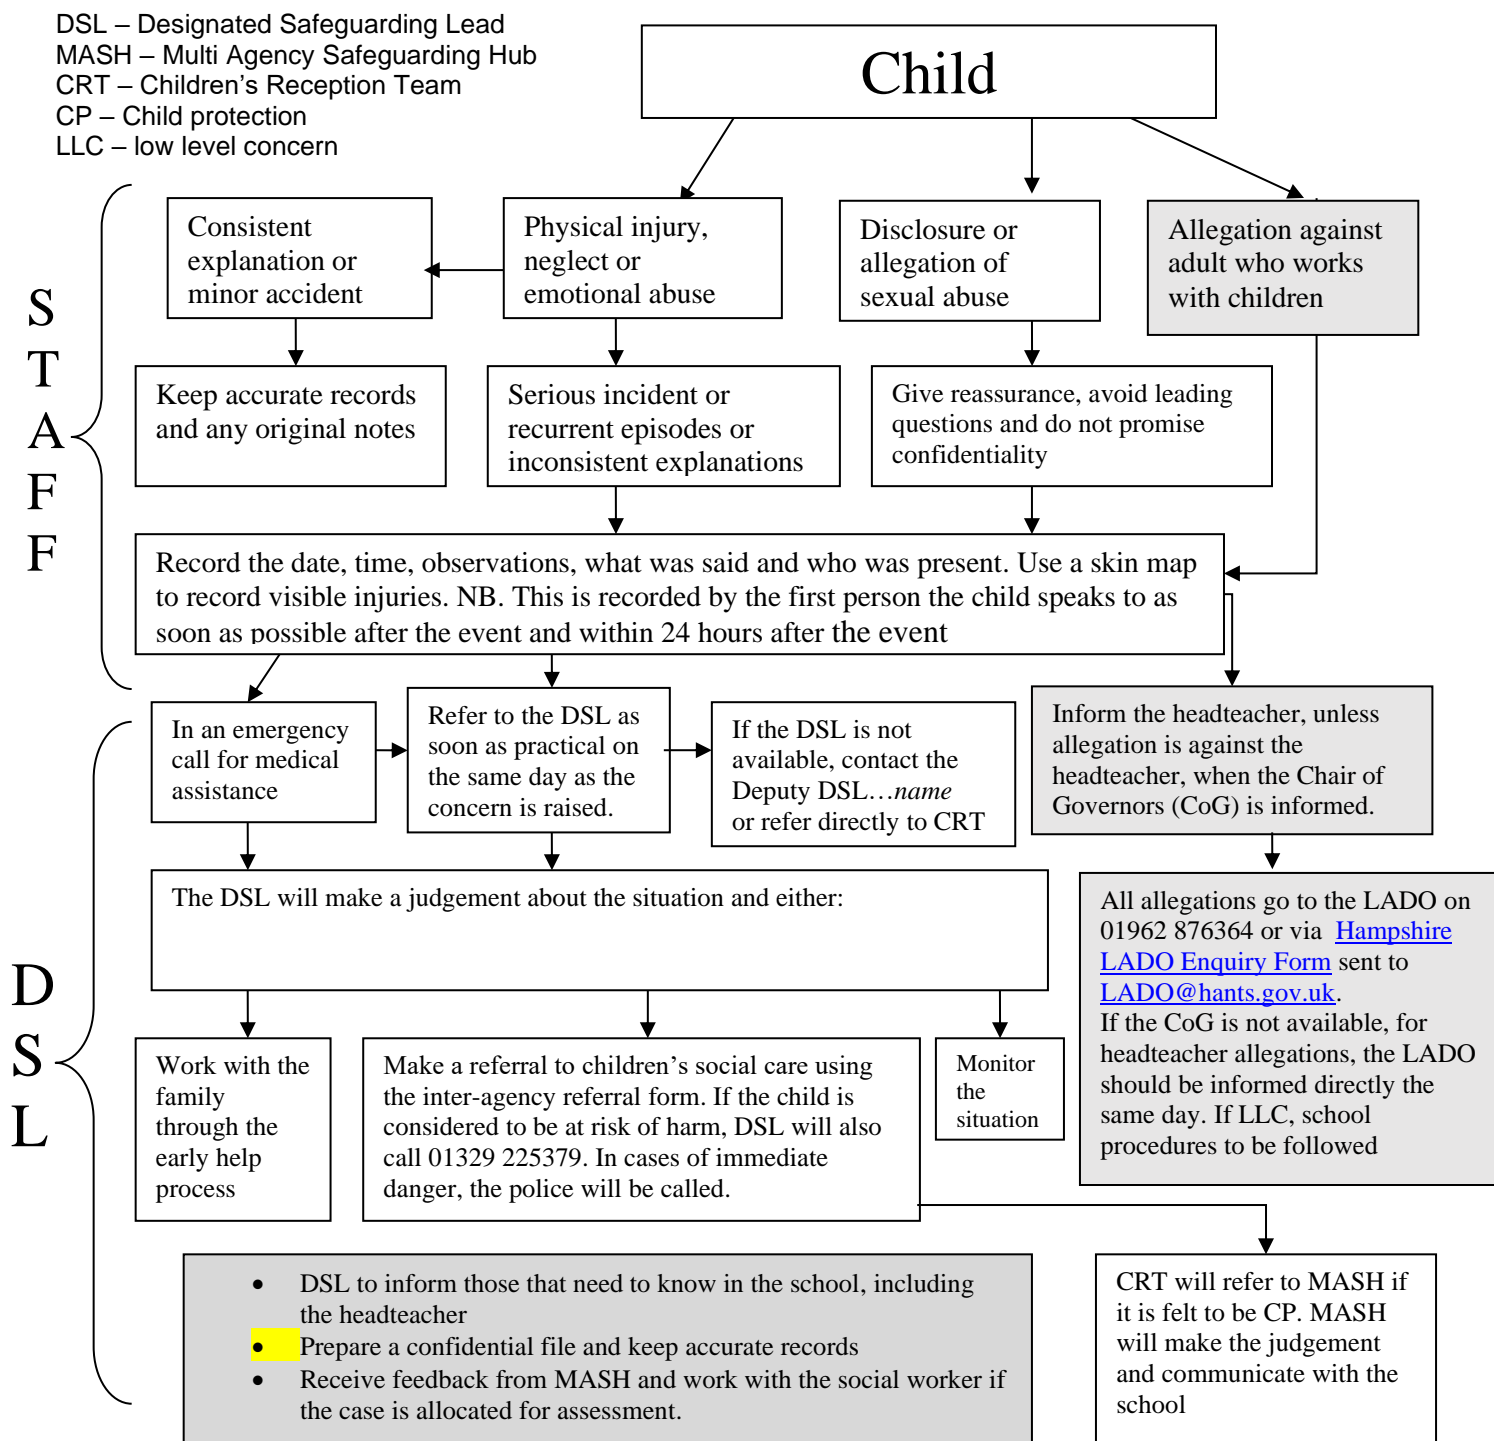 DSL – Designated Safeguarding Lead
MASH – Multi Agency Safeguarding Hub
CRT – Children's Reception Team
CP – Child protection
LLC – low level concern
Child
S
T
A
F
F
Consistent
explanation or
minor accident
Physical injury,
neglect or
emotional abuse
Disclosure or
allegation of
sexual abuse
Allegation against
adult who works
with children
Keep accurate records
and any original notes
Serious incident or
recurrent episodes or
inconsistent explanations
Give reassurance, avoid leading
questions and do not promise
confidentiality
Record the date, time, observations, what was said and who was present. Use a skin map
to record visible injuries. NB. This is recorded by the first person the child speaks to as
soon as possible after the event and within 24 hours after the event
D
S
L
In an emergency
call for medical
assistance
Refer to the DSL as
soon as practical on
the same day as the
concern is raised.
If the DSL is not
available, contact the
Deputy DSL…name
or refer directly to CRT
Inform the headteacher, unless
allegation is against the
headteacher, when the Chair of
Governors (CoG) is informed.
The DSL will make a judgement about the situation and either:
All allegations go to the LADO on
01962 876364 or via Hampshire
LADO Enquiry Form sent to
LADO@hants.gov.uk.
If the CoG is not available, for
headteacher allegations, the LADO
should be informed directly the
same day. If LLC, school
procedures to be followed
Work with the
family
through the
early help
process
Make a referral to children's social care using
the inter-agency referral form. If the child is
considered to be at risk of harm, DSL will also
call 01329 225379. In cases of immediate
danger, the police will be called.
Monitor
the
situation
• DSL to inform those that need to know in the school, including
the headteacher
• Prepare a confidential file and keep accurate records
• Receive feedback from MASH and work with the social worker if
the case is allocated for assessment.
CRT will refer to MASH if
it is felt to be CP. MASH
will make the judgement
and communicate with the
school